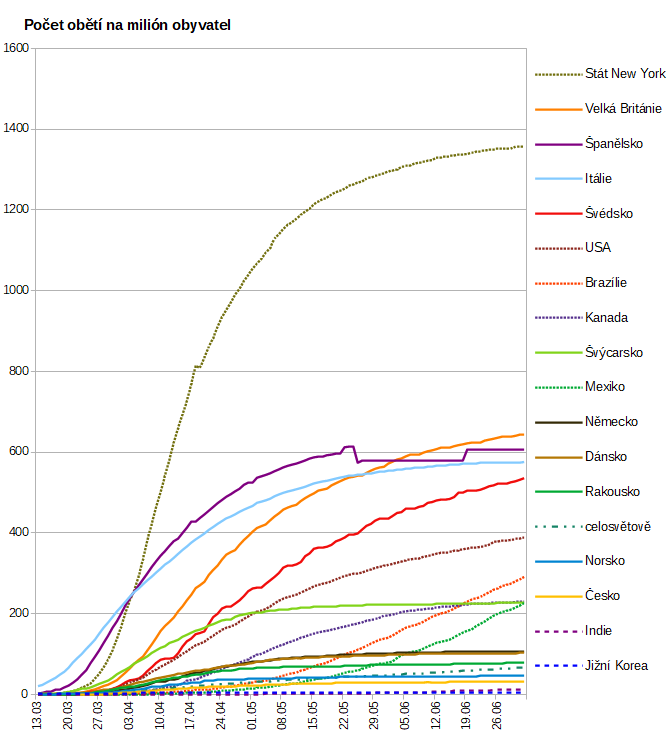 Počet obětí na milión obyvatel
1600
1400
1200
1000
800
600
400
200
0
13.03
20.03
27.03
03.04
10.04
17.04
24.04
01.05
08.05
15.05
22.05
29.05
05.06
12.06
19.06
26.06
Stát New York
Velká Británie
Španělsko
Itálie
Švédsko
USA
Brazílie
Kanada
Švýcarsko
Mexiko
Německo
Dánsko
Rakousko
celosvětově
Norsko
Česko
Indie
Jižní Korea